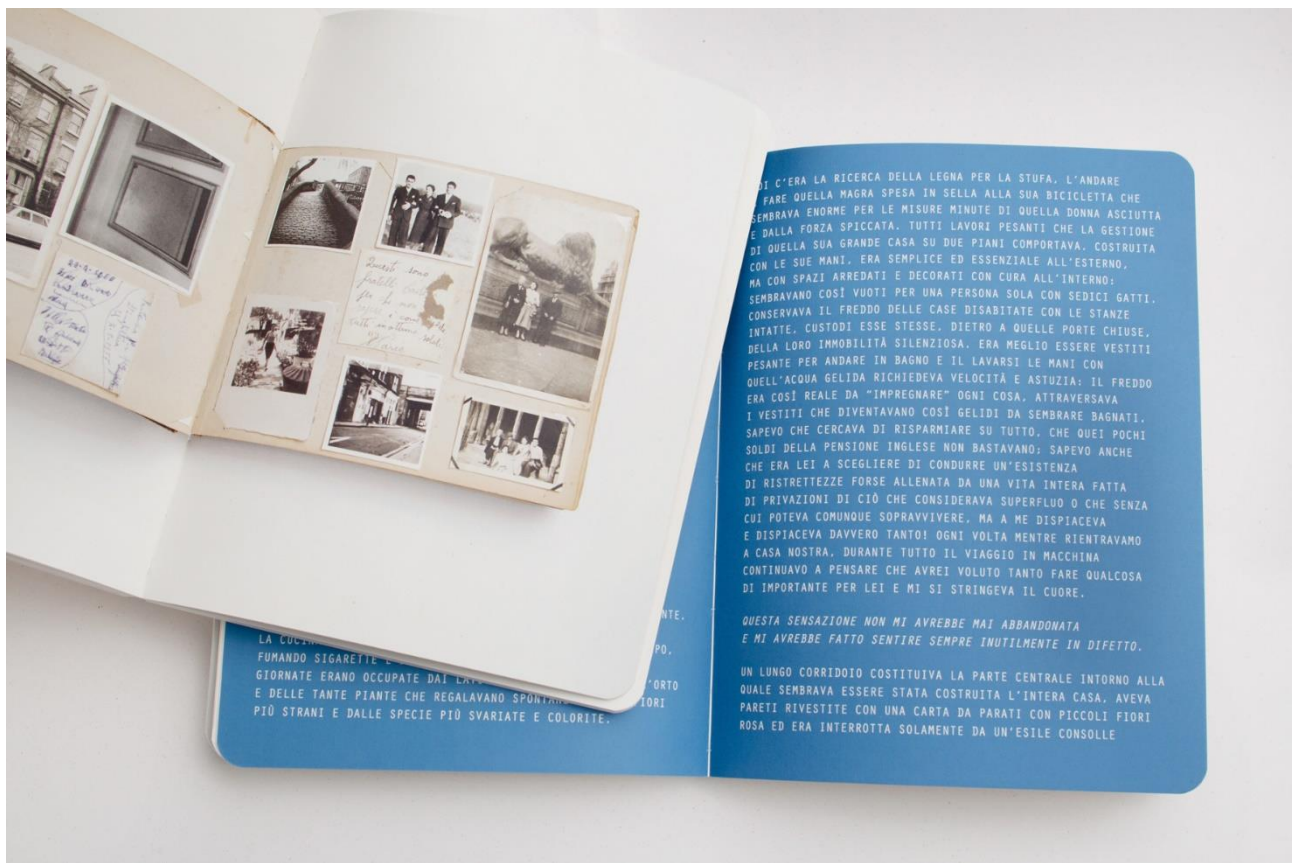 Questi sono
fratelli
per
NTE.
LA CUCIN
PO,
FUMANDO SIGARETTE E
GIORNATE ERANO OCCUPATE DAI
'ORTO
E DELLE TANTE PIANTE CHE REGALAVANO
IORI
PIÙ STRANI E DALLE SPECIE PIÙ SVARIATE E COLORITE.
DI C'ERA LA RICERCA DELLA LEGNA PER LA STUFA, L'ANDARE
FARE QUELLA MAGRA SPESA IN SELLA ALLA SUA BICICLETTA CHE
SEMBRAVA ENORME PER LE MISURE MINUTE DI QUELLA DONNA ASCIUTTA
E DALLA FORZA SPICCATA. TUTTI LAVORI PESANTI CHE LA GESTIONE
DI QUELLA SUA GRANDE CASA SU DUE PIANI COMPORTAVA, COSTRUITA
CON LE SUE MANI. ERA SEMPLICE ED ESSENZIALE ALL'ESTERNO,
MA CON SPAZI ARREDATI E DECORATI CON CURA ALL'INTERNO:
SEMBRAVANO COSÌ VUOTI PER UNA PERSONA SOLA CON SEDICI GATTI.
CONSERVAVA IL FREDDO DELLE CASE DISABITATE CON LE STANZE
INTATTE, CUSTODI ESSE STESSE, DIETRO A QUELLE PORTE CHIUSE,
DELLA LORO IMMOBILITÀ SILENZIOSA. ERA MEGLIO ESSERE VESTITI
PESANTE PER ANDARE IN BAGNO E IL LAVARSI LE MANI CON
QUELL'ACQUA GELIDA RICHIEDEVA VELOCITÀ E ASTUZIA: IL FREDDO
ERA COSÌ REALE DA "IMPREGNARE" OGNI COSA, ATTRAVERSAVA
I VESTITI CHE DIVENTAVANO COSÌ GELIDI DA SEMBRARE BAGNATI.
SAPEVO CHE CERCAVA DI RISPARMIARE SU TUTTO, CHE QUEI POCHI
SOLDI DELLA PENSIONE INGLESE NON BASTAVANO; SAPEVO ANCHE
CHE ERA LEI A SCEGLIERE DI CONDURRE UN'ESISTENZA
DI RISTRETTEZZE FORSE ALLENATA DA UNA VITA INTERA FATTA
DI PRIVAZIONI DI CIÒ CHE CONSIDERAVA SUPERFLUO O CHE SENZA
CUI POTEVA COMUNQUE SOPRAVVIVERE, MA A ME DISPIACEVA
E DISPIACEVA DAVVERO TANTO! OGNI VOLTA MENTRE RIENTRAVAMO
A CASA NOSTRA, DURANTE TUTTO IL VIAGGIO IN MACCHINA
CONTINUAVO A PENSARE CHE AVREI VOLUTO TANTO FARE QUALCOSA
DI IMPORTANTE PER LEI E MI SI STRINGEVA IL CUORE.
QUESTA SENSAZIONE NON MI AVREBBE MAI ABBANDONATA
E MI AVREBBE FATTO SENTIRE SEMPRE INUTILMENTE IN DIFETTO.
UN LUNGO CORRIDOIO COSTITUIVA LA PARTE CENTRALE INTORNO ALLA
QUALE SEMBRAVA ESSERE STATA COSTRUITA L'INTERA CASA, AVEVA
PARETI RIVESTITE CON UNA CARTA DA PARATI CON PICCOLI FIORI
ROSA ED ERA INTERROTTA SOLAMENTE DA UN'ESILE CONSOLLE